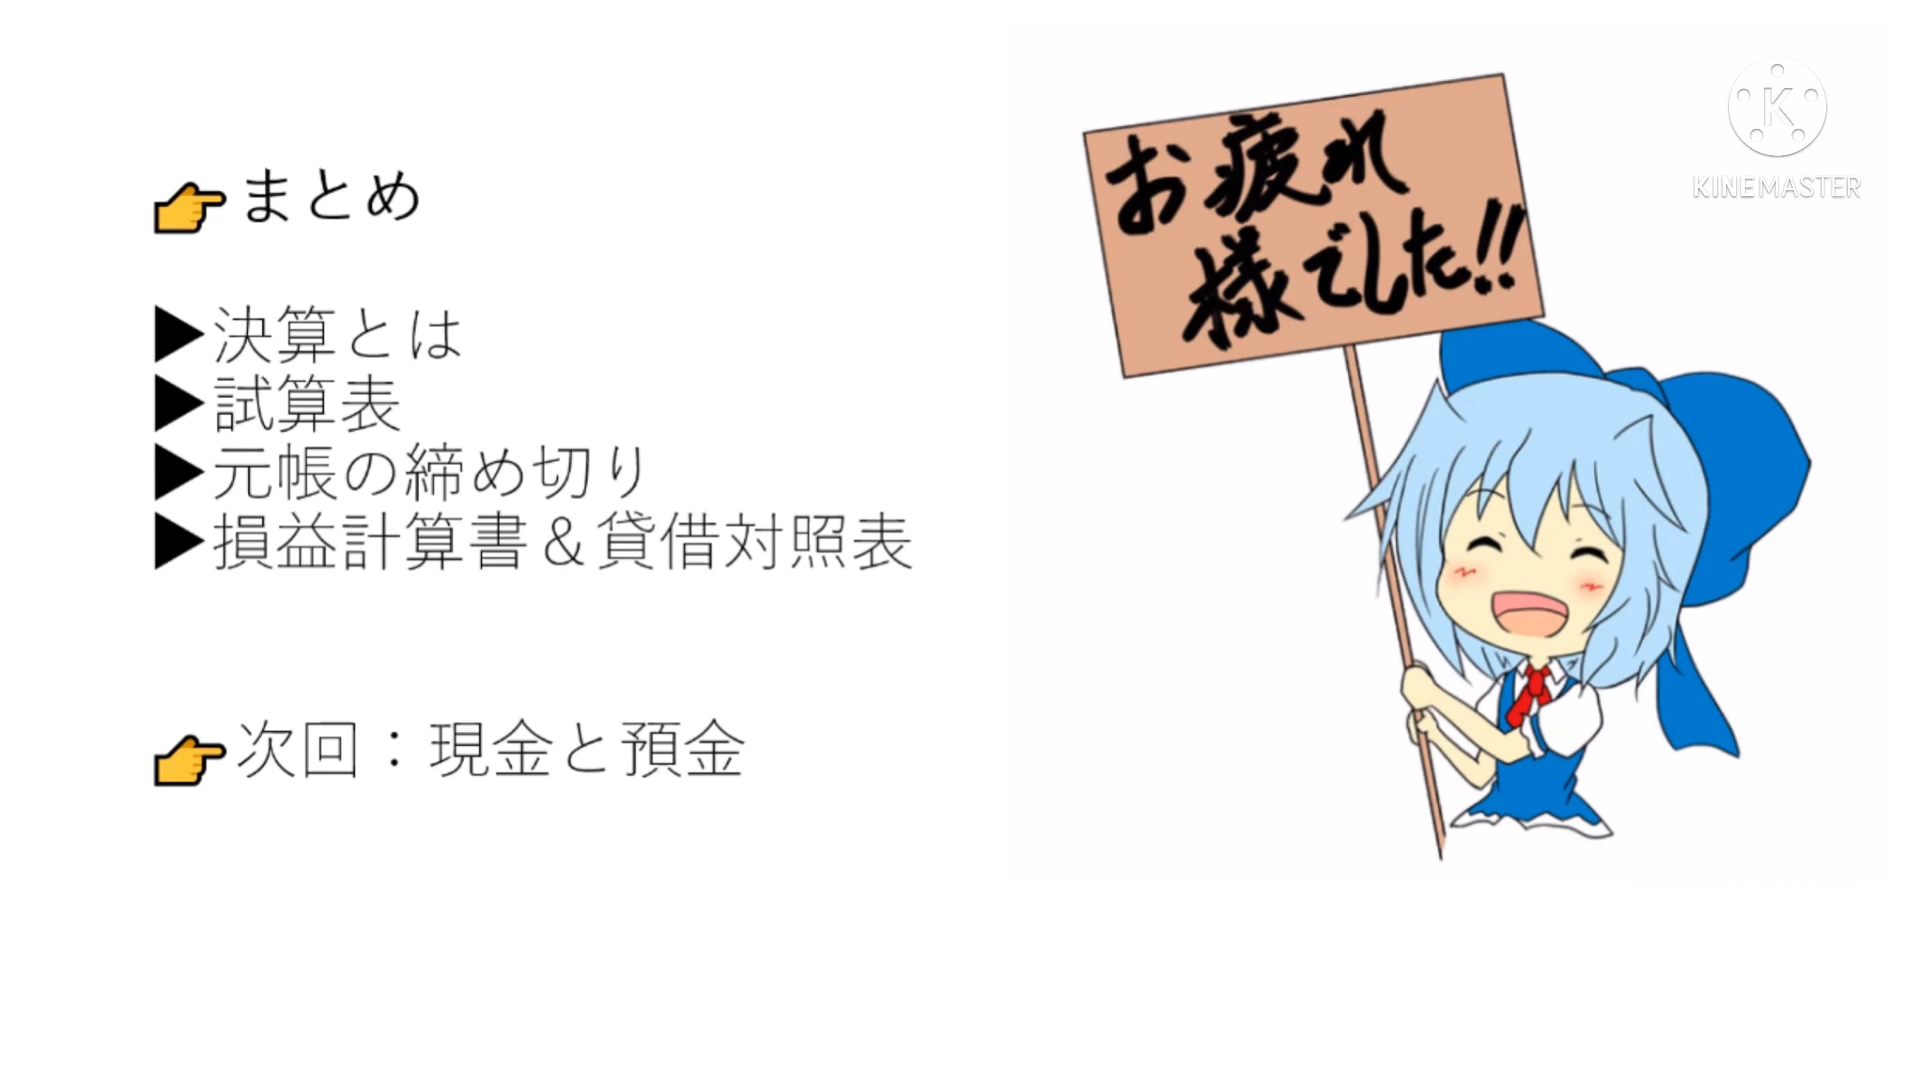 👉まとめ
▶決算とは
▶試算表
▶元帳の締め切り
▶損益計算書＆貸借対照表
👉次回：現金と預金
お疲れ
様でした!!
K
KINEMASTER